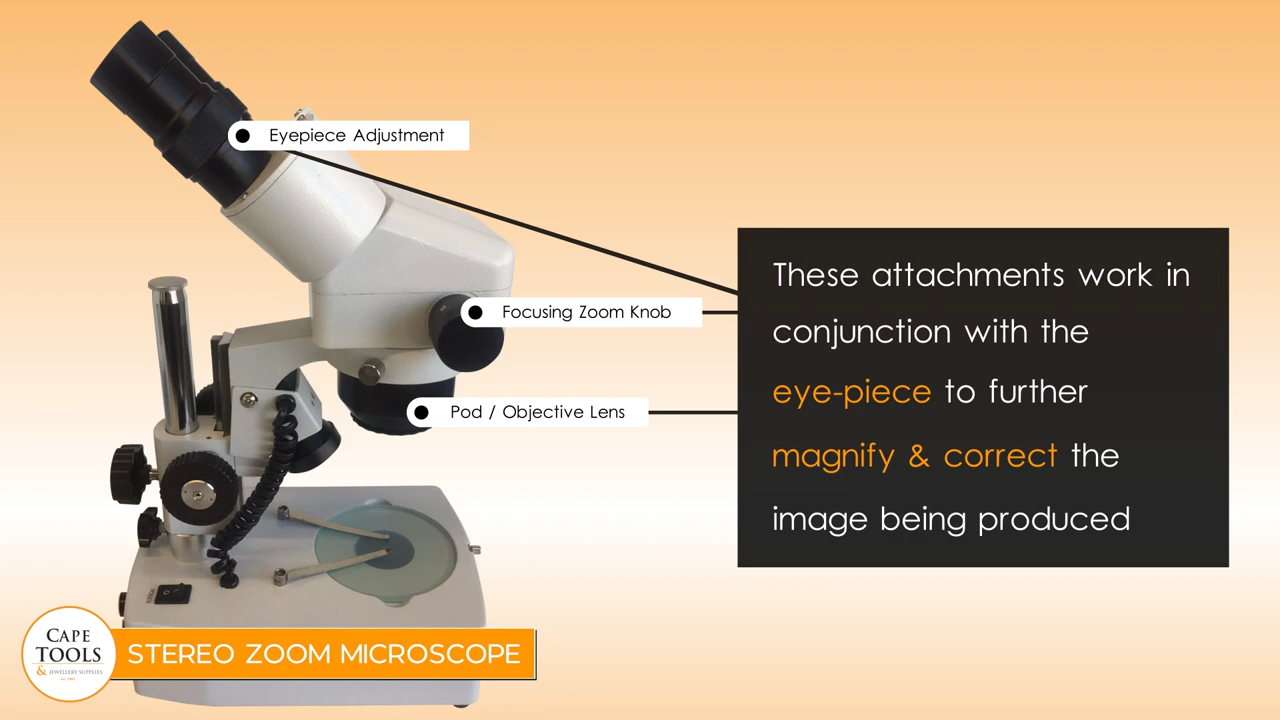 Eyepiece Adjustment
Focusing Zoom Knob
Pod / Objective Lens
These attachments work in
conjunction with the
eye-piece to further
magnify & correct the
image being produced
CAPE
TOOLS
& JEWELLERY SUPPLIES
STEREO ZOOM MICROSCOPE